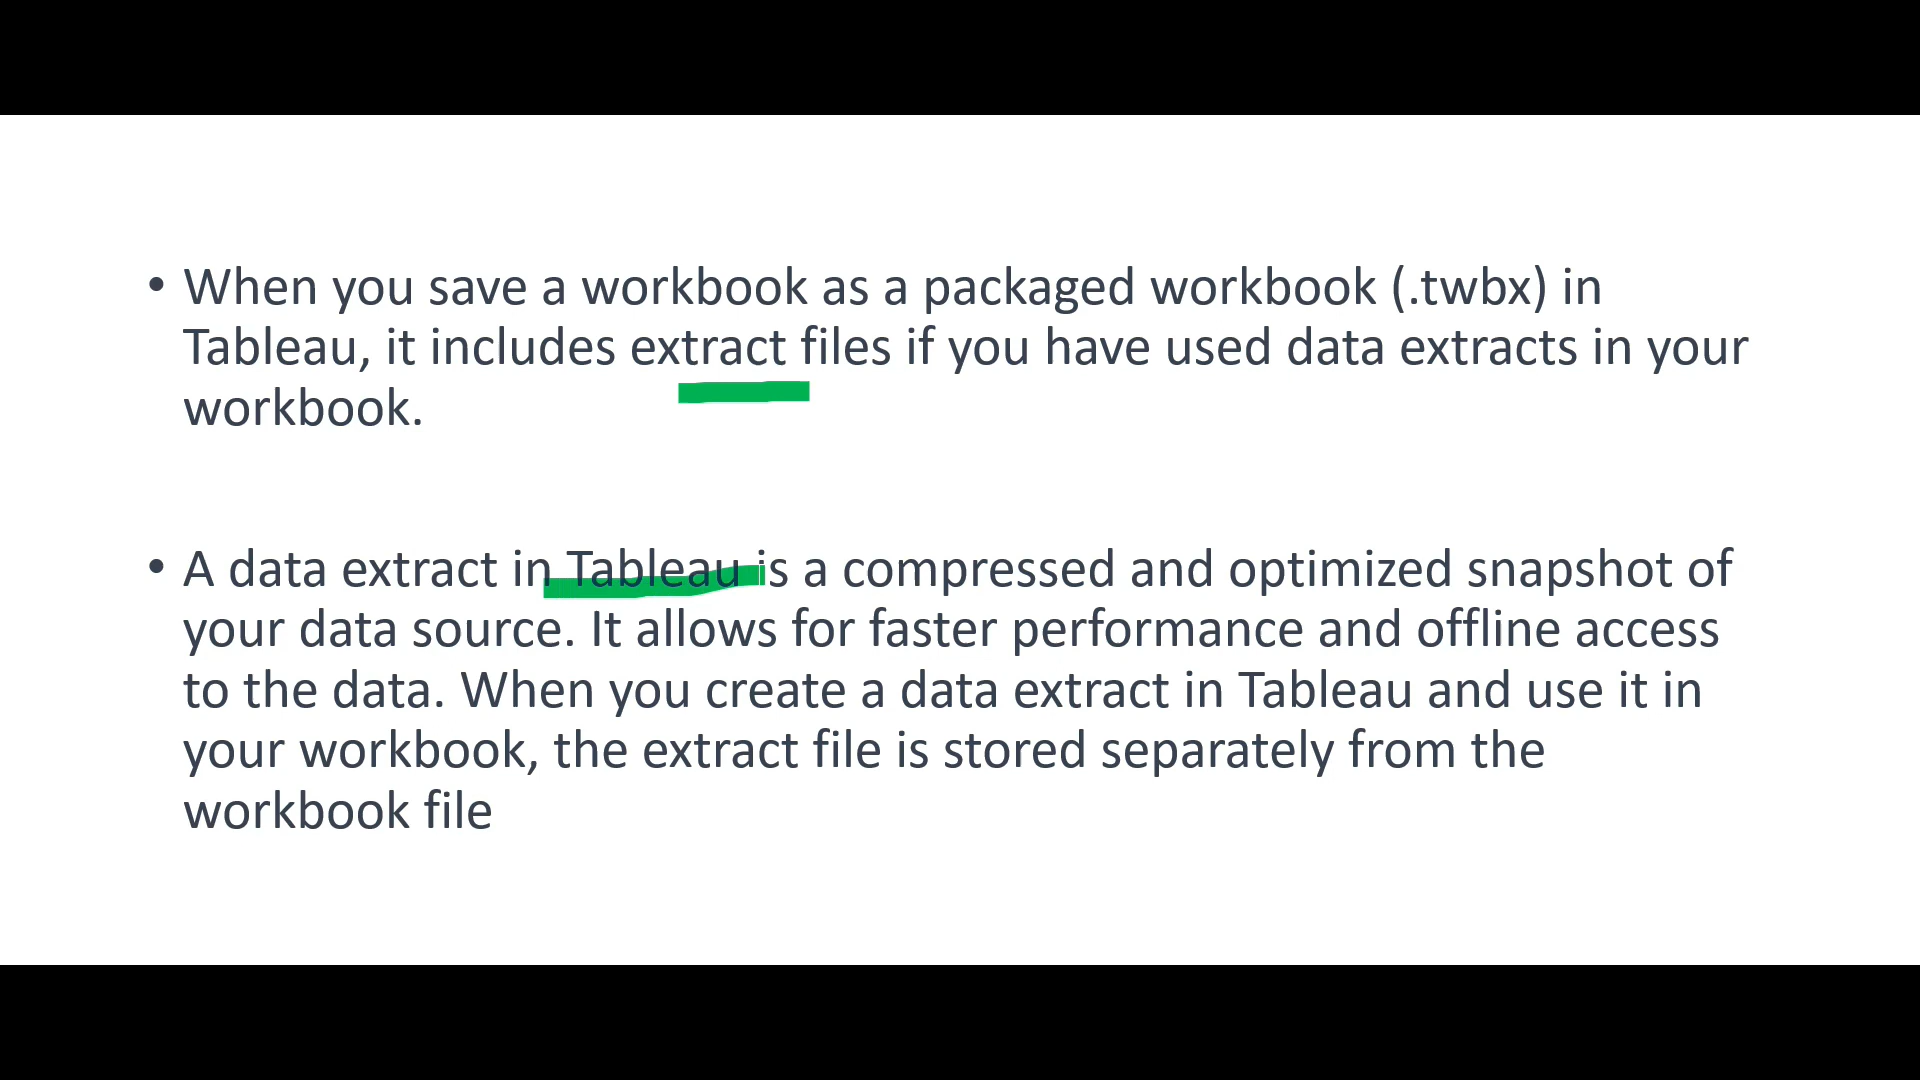 • When you save a workbook as a packaged workbook (.twbx) in
Tableau, it includes extract files if you have used data extracts in your
workbook.
• A data extract in Tableau is a compressed and optimized snapshot of
your data source. It allows for faster performance and offline access
to the data. When you create a data extract in Tableau and use it in
your workbook, the extract file is stored separately from the
workbook file